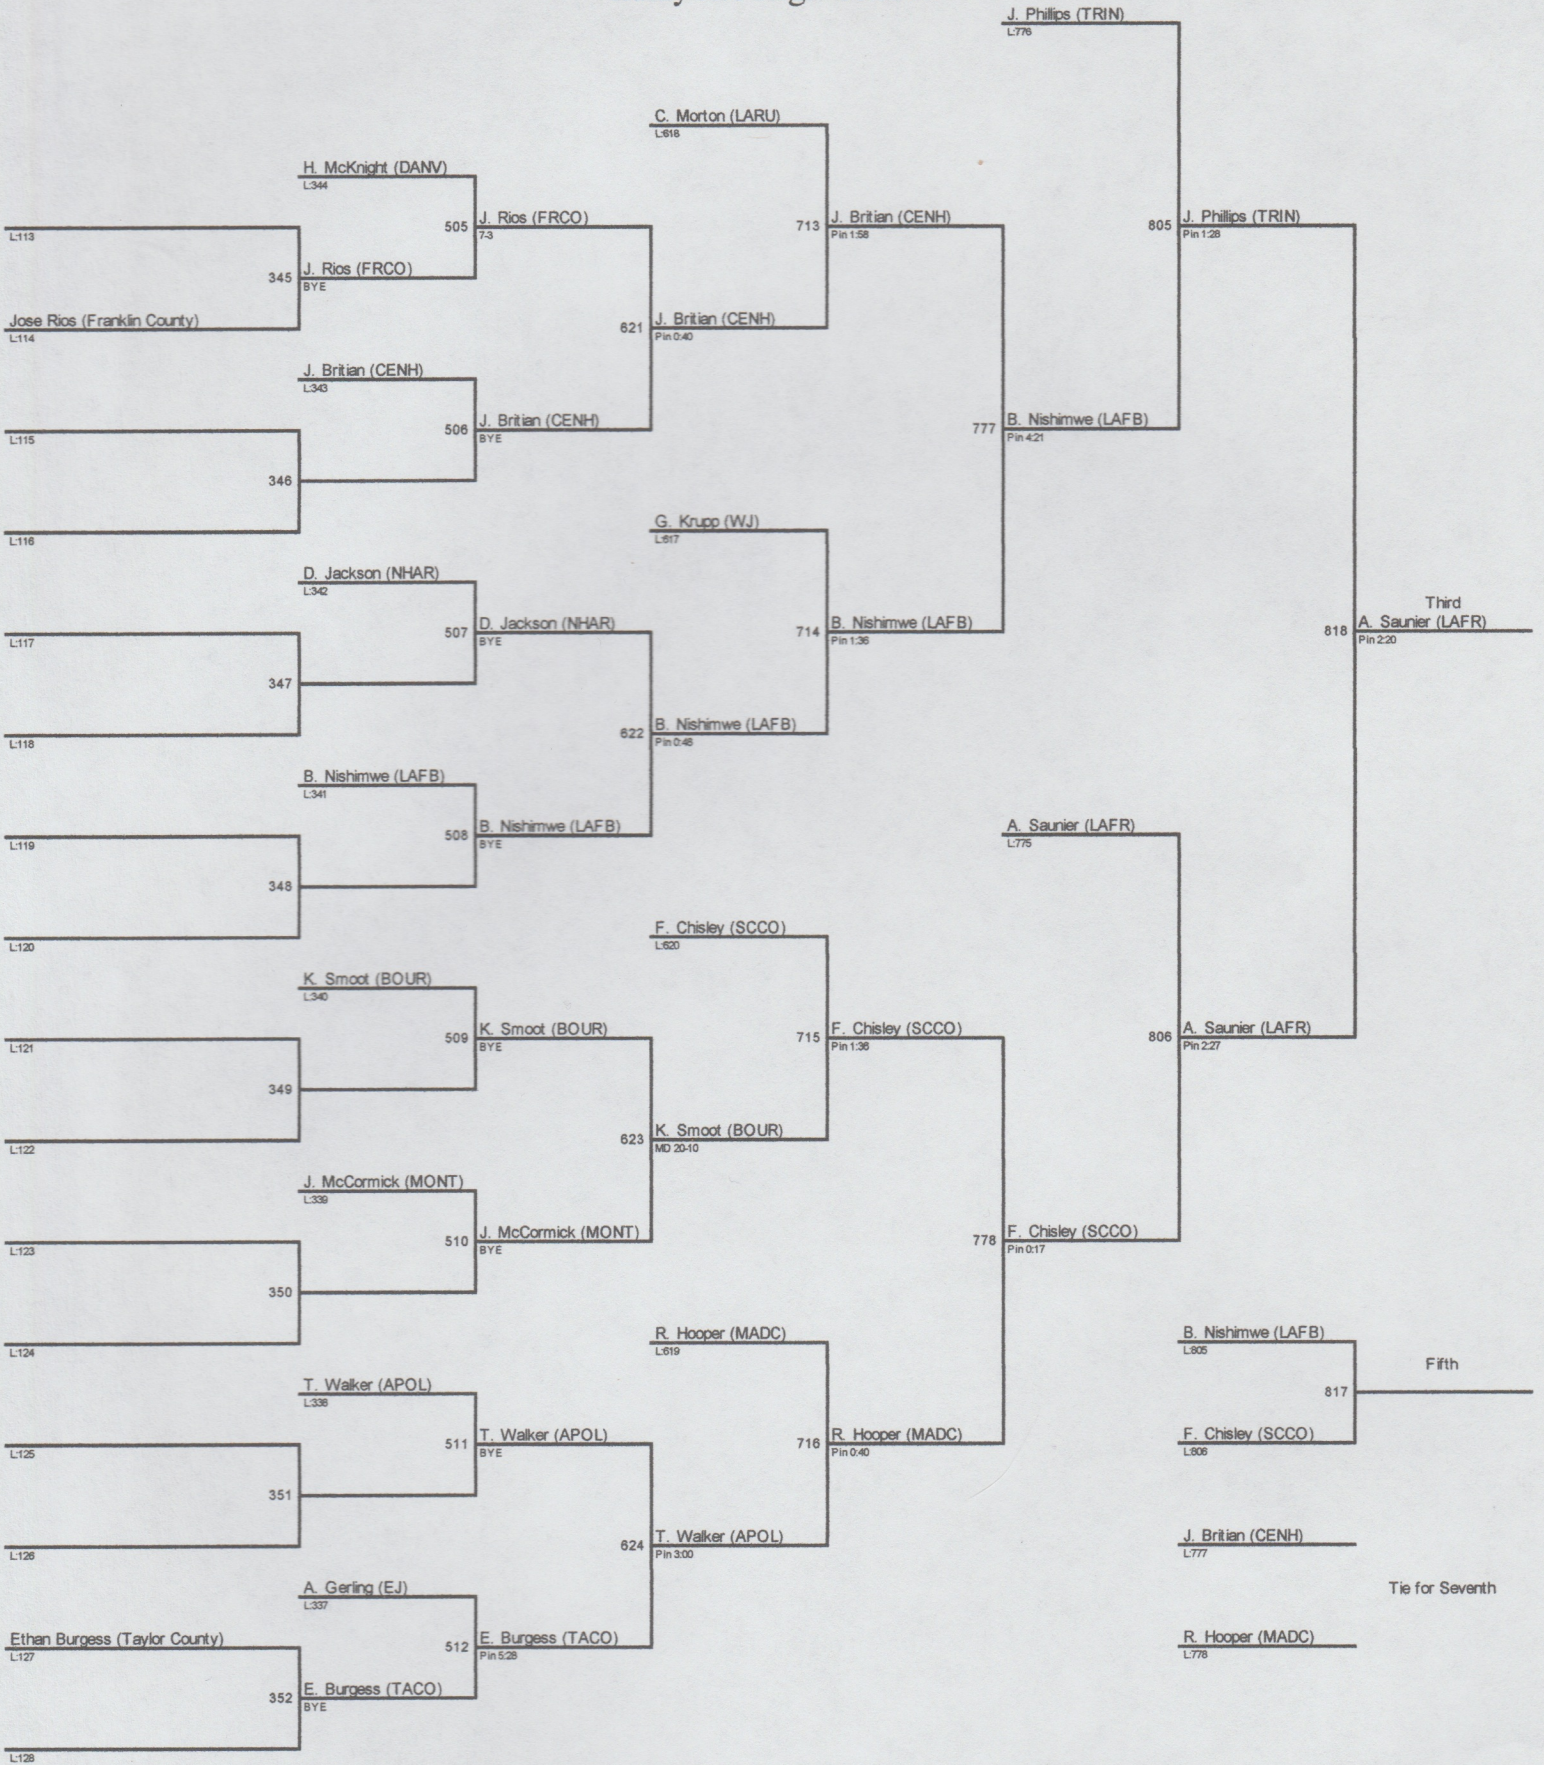 J. Phillips (TRIN)
L:776
C. Morton (LARU)
L:618
H. McKnight (DANV)
L:344
L:113
505
J. Rios (FRCO)
7-3
713
J. Britian (CENH)
Pin 1:58
805
J. Phillips (TRIN)
Pin 1:28
345
J. Rios (FRCO)
BYE
Jose Rios (Franklin County)
L:114
621
J. Britian (CENH)
Pin 0:40
J. Britian (CENH)
L:343
L:115
506
J. Britian (CENH)
BYE
777
B. Nishimwe (LAFB)
Pin 4:21
346
L:116
G. Krupp (WJ)
L:617
D. Jackson (NHAR)
L:342
L:117
507
D. Jackson (NHAR)
BYE
714
B. Nishimwe (LAFB)
Pin 1:36
Third
818
A. Saunier (LAFR)
Pin 2:20
347
L:118
622
B. Nishimwe (LAFB)
Pin 0:48
B. Nishimwe (LAFB)
L:341
L:119
508
B. Nishimwe (LAFB)
BYE
A. Saunier (LAFR)
L:775
348
L:120
F. Chisley (SCCO)
L:620
K. Smoot (BOUR)
L:340
L:121
509
K. Smoot (BOUR)
BYE
715
F. Chisley (SCCO)
Pin 1:36
806
A. Saunier (LAFR)
Pin 2:27
349
L:122
623
K. Smoot (BOUR)
MD 20-10
J. McCormick (MONT)
L:339
L:123
510
J. McCormick (MONT)
BYE
778
F. Chisley (SCCO)
Pin 0:17
350
L:124
R. Hooper (MADC)
L:619
B. Nishimwe (LAFB)
L:805
Fifth
817
T. Walker (APOL)
L:338
L:125
511
T. Walker (APOL)
BYE
716
R. Hooper (MADC)
Pin 0:40
F. Chisley (SCCO)
L:806
351
L:126
624
T. Walker (APOL)
Pin 3:00
J. Britian (CENH)
L:777
Tie for Seventh
A. Gerling (EJ)
L:337
Ethan Burgess (Taylor County)
L:127
512
E. Burgess (TACO)
Pin 5:28
R. Hooper (MADC)
L:778
352
E. Burgess (TACO)
BYE
L:128